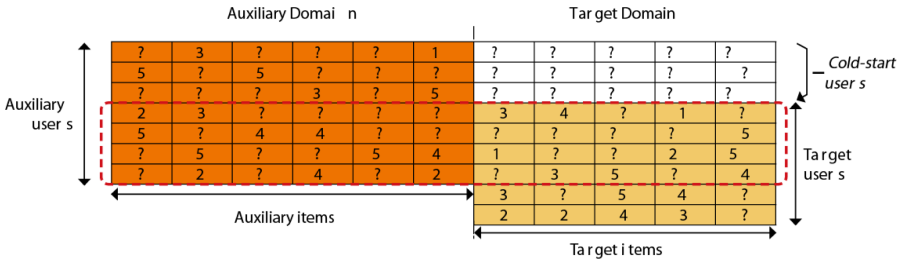 Auxiliary Domai n Target Domain
? 3 ? ? ? 1 ? ? ? ? ?
5 ? 5 ? ? ? ? ? ? ? ?
? ? ? 3 ? 5 ? ? ? ? ?
2 3 ? ? ? ? 3 4 ? 1 ?
5 ? 4 4 ? ? ? ? ? ? 5
? 5 ? ? 5 4 1 ? ? 2 5
? 2 ? 4 ? 2 ? 3 5 ? 4
3 ? 5 4 ?
2 2 4 3 ?
Cold-start
user s
Auxiliary
user s
Target
user s
Auxiliary items
Target i tems